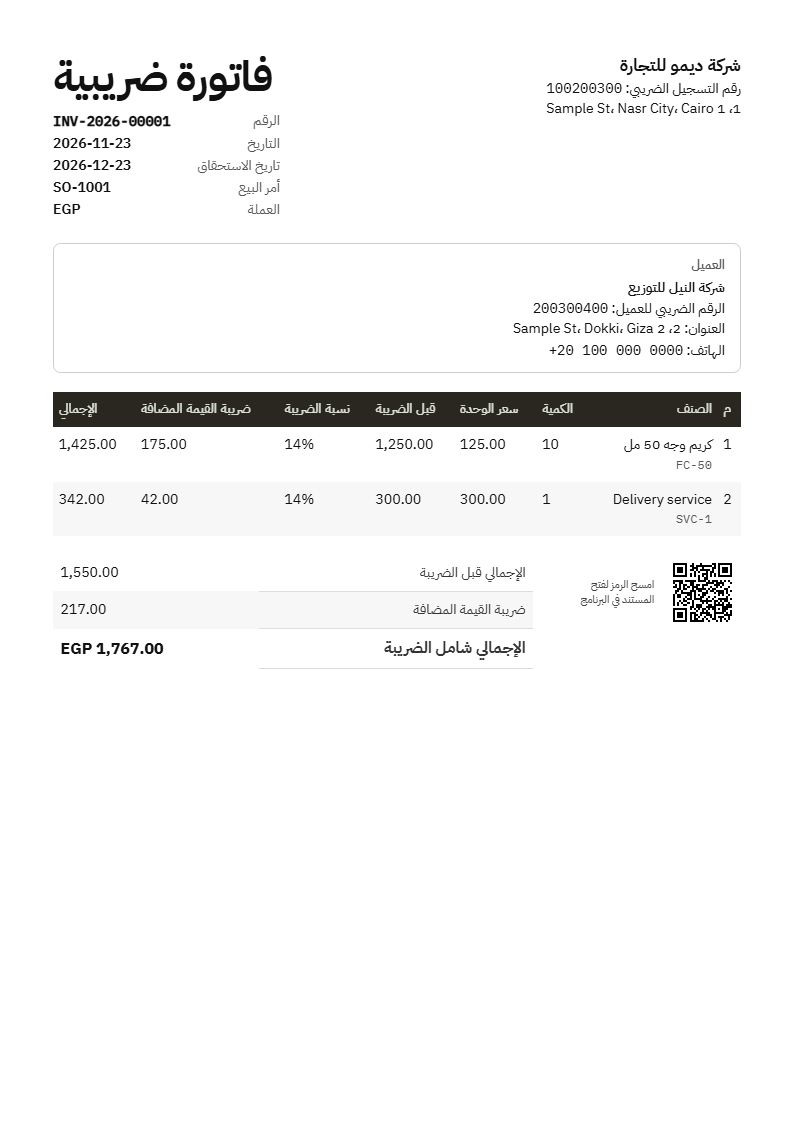 شركة ديمو للتجارة
رقم التسجيل الضريبي: 100200300
1، 1 Sample St، Nasr City، Cairo
فاتورة ضريبية
الرقم INV-2026-00001
التاريخ 2026-11-23
تاريخ الاستحقاق 2026-12-23
أمر البيع SO-1001
العملة EGP
العميل
شركة النيل للتوزيع
الرقم الضريبي للعميل: 200300400
العنوان: 2، 2 Sample St، Dokki، Giza
الهاتف: +20 100 000 0000
م الصنف الكمية سعر الوحدة قبل الضريبة نسبة الضريبة ضريبة القيمة المضافة الإجمالي
1 كريم وجه 50 مل 10 125.00 1,250.00 14% 175.00 1,425.00
FC-50
2 Delivery service 1 300.00 300.00 14% 42.00 342.00
SVC-1
امسح الرمز لفتح
المستند في البرنامج
الإجمالي قبل الضريبة 1,550.00
ضريبة القيمة المضافة 217.00
الإجمالي شامل الضريبة EGP 1,767.00